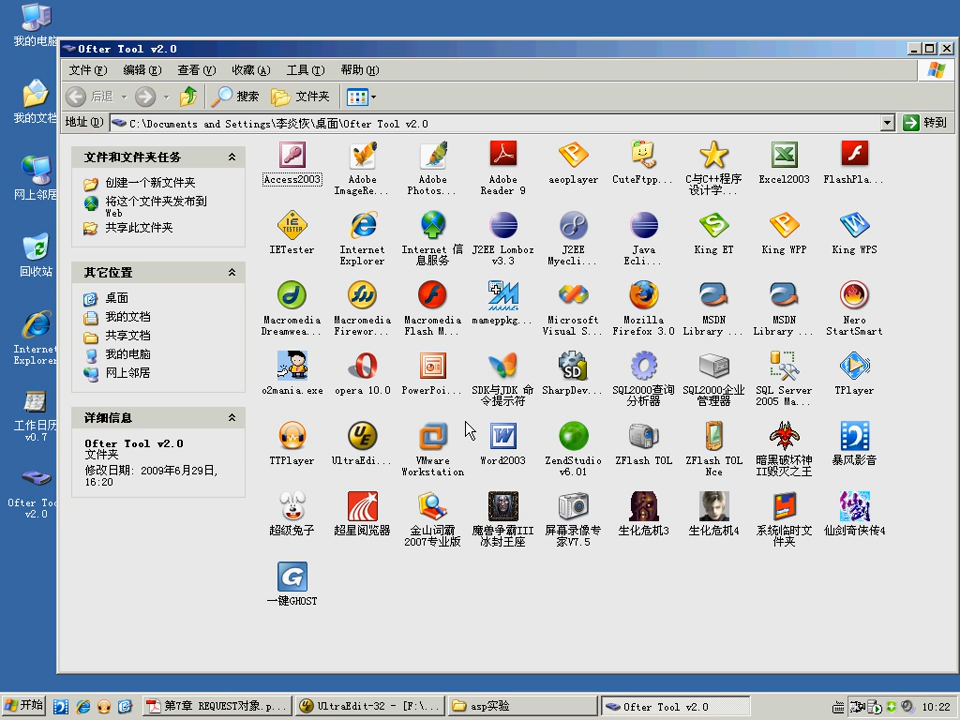 我的电脑
我的文档
网上邻居
回收站
Internet
Explorer
工作日历
v0.7
Ofter Too
v2.0
Ofter Tool v2.0
文件(F) 编辑(E) 查看(V) 收藏(A) 工具(T) 帮助(H)
后退 搜索 文件夹
地址(D) C:\Documents and Settings\李炎恢\桌面\Ofter Tool v2.0 转到
文件和文件夹任务
创建一个新文件夹
将这个文件夹发布到
Web
共享此文件夹
其它位置
桌面
我的文档
共享文档
我的电脑
网上邻居
详细信息
Ofter Tool v2.0
文件夹
修改日期: 2009年6月29日,
16:20
Access2003
Adobe
ImageRe...
Adobe
Photos...
Adobe
Reader 9
aeoplayer
CuteFtpp...
C与C++程序
设计学...
Excel2003
FlashPla...
IETester
Internet
Explorer
Internet 信
息服务
J2EE Lomboz
v3.3
J2EE
Myecli...
Java
Ecli...
King ET
King WPP
King WPS
Macromedia
Dreamwea...
Macromedia
Firewor...
Macromedia
Flash M...
mameppkg...
Microsoft
Visual S...
Mozilla
Firefox 3.0
MSDN
Library ...
MSDN
Library ...
Nero
StartSmart
o2mania.exe
opera 10.0
PowerPoi...
SDK与JDK 命
令提示符
SharpDev...
SQL2000查询
分析器
SQL2000企业
管理器
SQL Server
2005 Ma...
TPlayer
TTPlayer
UltraEdi...
VMware
Workstation
Word2003
ZendStudio
v6.01
ZFlash TOL
ZFlash TOL
Nce
暗黑破坏神
II毁灭之王
暴风影音
超级兔子
超星阅览器
金山词霸
2007专业版
魔兽争霸III
冰封王座
屏幕录像专
家V7.5
生化危机3
生化危机4
系统临时文
件夹
仙剑奇侠传4
一键GHOST
开始
第7章 REQUEST对象.p...
UltraEdit-32 - [F:\...
asp实验
Ofter Tool v2.0
10:22